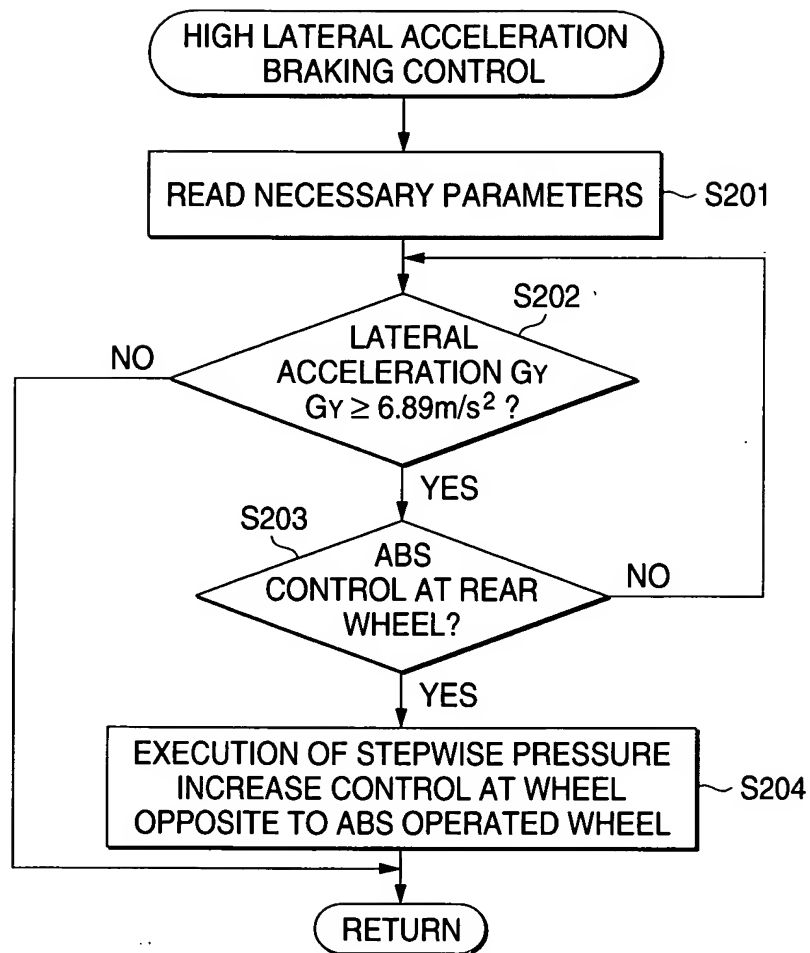 HIGH LATERAL ACCELERATION
BRAKING CONTROL
READ NECESSARY PARAMETERS
S201
S202
LATERAL
ACCELERATION GY
GY ≥ 6.89m/s² ?
NO
YES
S203
ABS
CONTROL AT REAR
WHEEL?
NO
YES
EXECUTION OF STEPWISE PRESSURE
INCREASE CONTROL AT WHEEL
OPPOSITE TO ABS OPERATED WHEEL
S204
RETURN